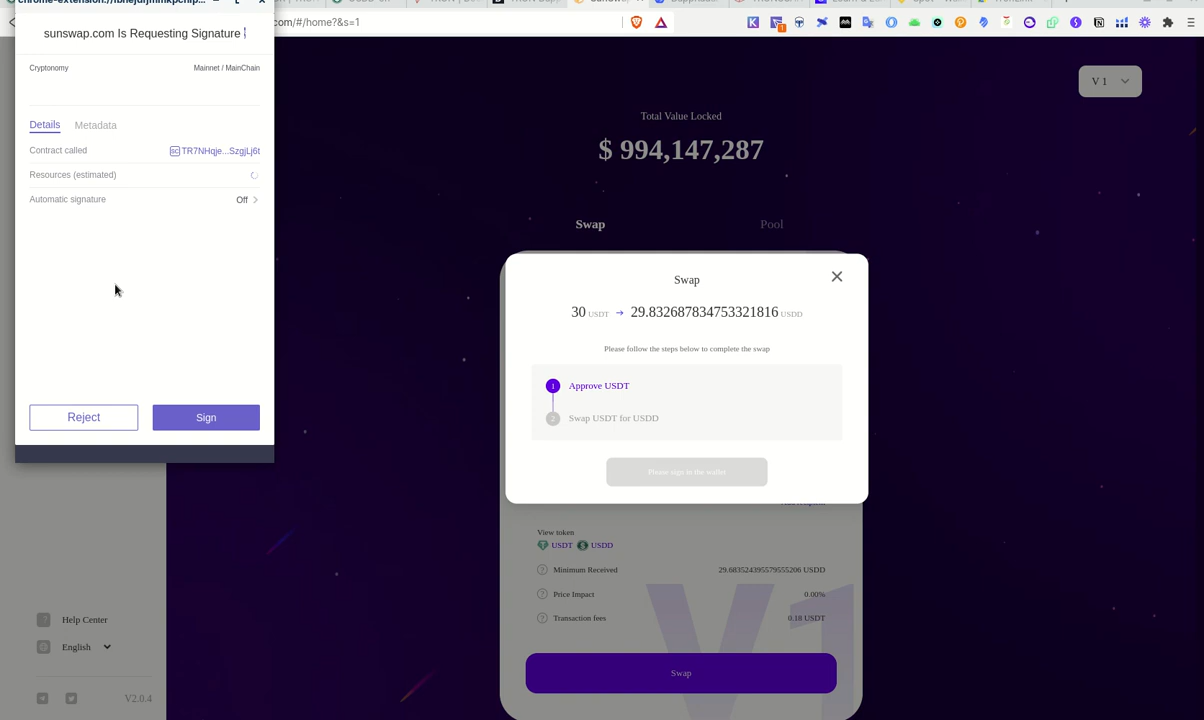 sunswap.com Is Requesting Signature
Cryptonomy Mainnet / MainChain
Details Metadata
Contract called TR7NHqje...SzgjLj6t
Resources (estimated)
Automatic signature Off
Reject Sign
.com/#/home?&s=1
V 1
Total Value Locked
$ 994,147,287
Swap Pool
Swap
30 USDT → 29.832687834753321816 USDD
Please follow the steps below to complete the swap
1 Approve USDT
2 Swap USDT for USDD
Please sign in the wallet
View token
USDT USDD
Minimum Received 29.683524395579555206 USDD
Price Impact 0.00%
Transaction fees 0.18 USDT
V1
Swap
Help Center
English
V2.0.4